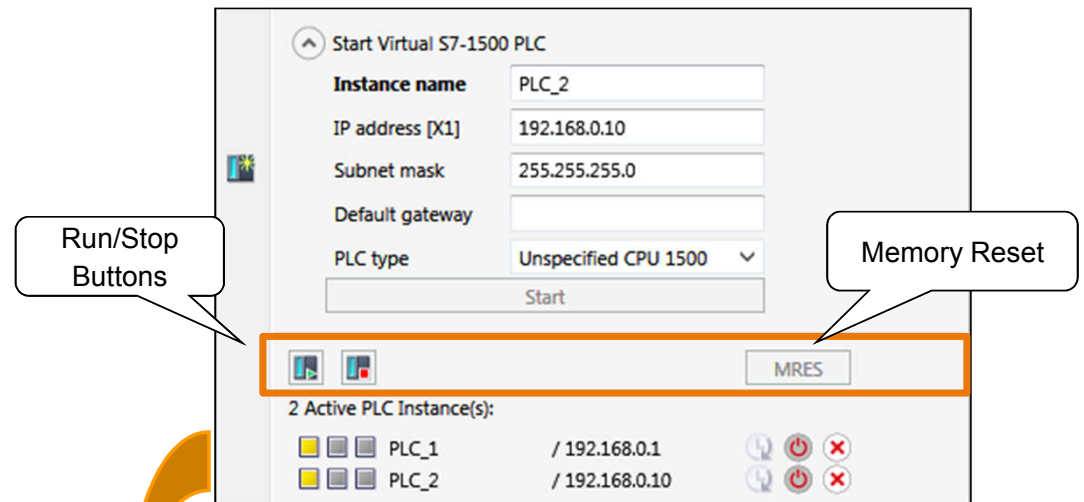 Start Virtual S7-1500 PLC
Instance name PLC_2
IP address [X1] 192.168.0.10
Subnet mask 255.255.255.0
Default gateway
PLC type Unspecified CPU 1500
Start
Run/Stop
Buttons
Memory Reset
MRES
2 Active PLC Instance(s):
PLC_1 / 192.168.0.1
PLC_2 / 192.168.0.10